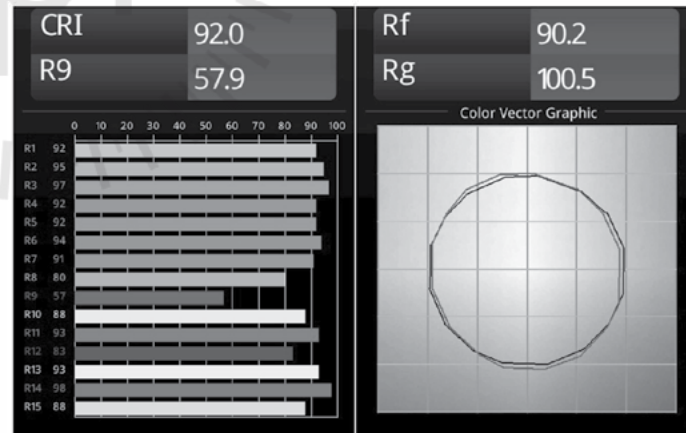 CRI 92.0
R9 57.9
0 10 20 30 40 50 60 70 80 90 100
R1 92
R2 95
R3 97
R4 92
R5 92
R6 94
R7 91
R8 80
R9 57
R10 88
R11 93
R12 83
R13 93
R14 98
R15 88
Rf 90.2
Rg 100.5
Color Vector Graphic